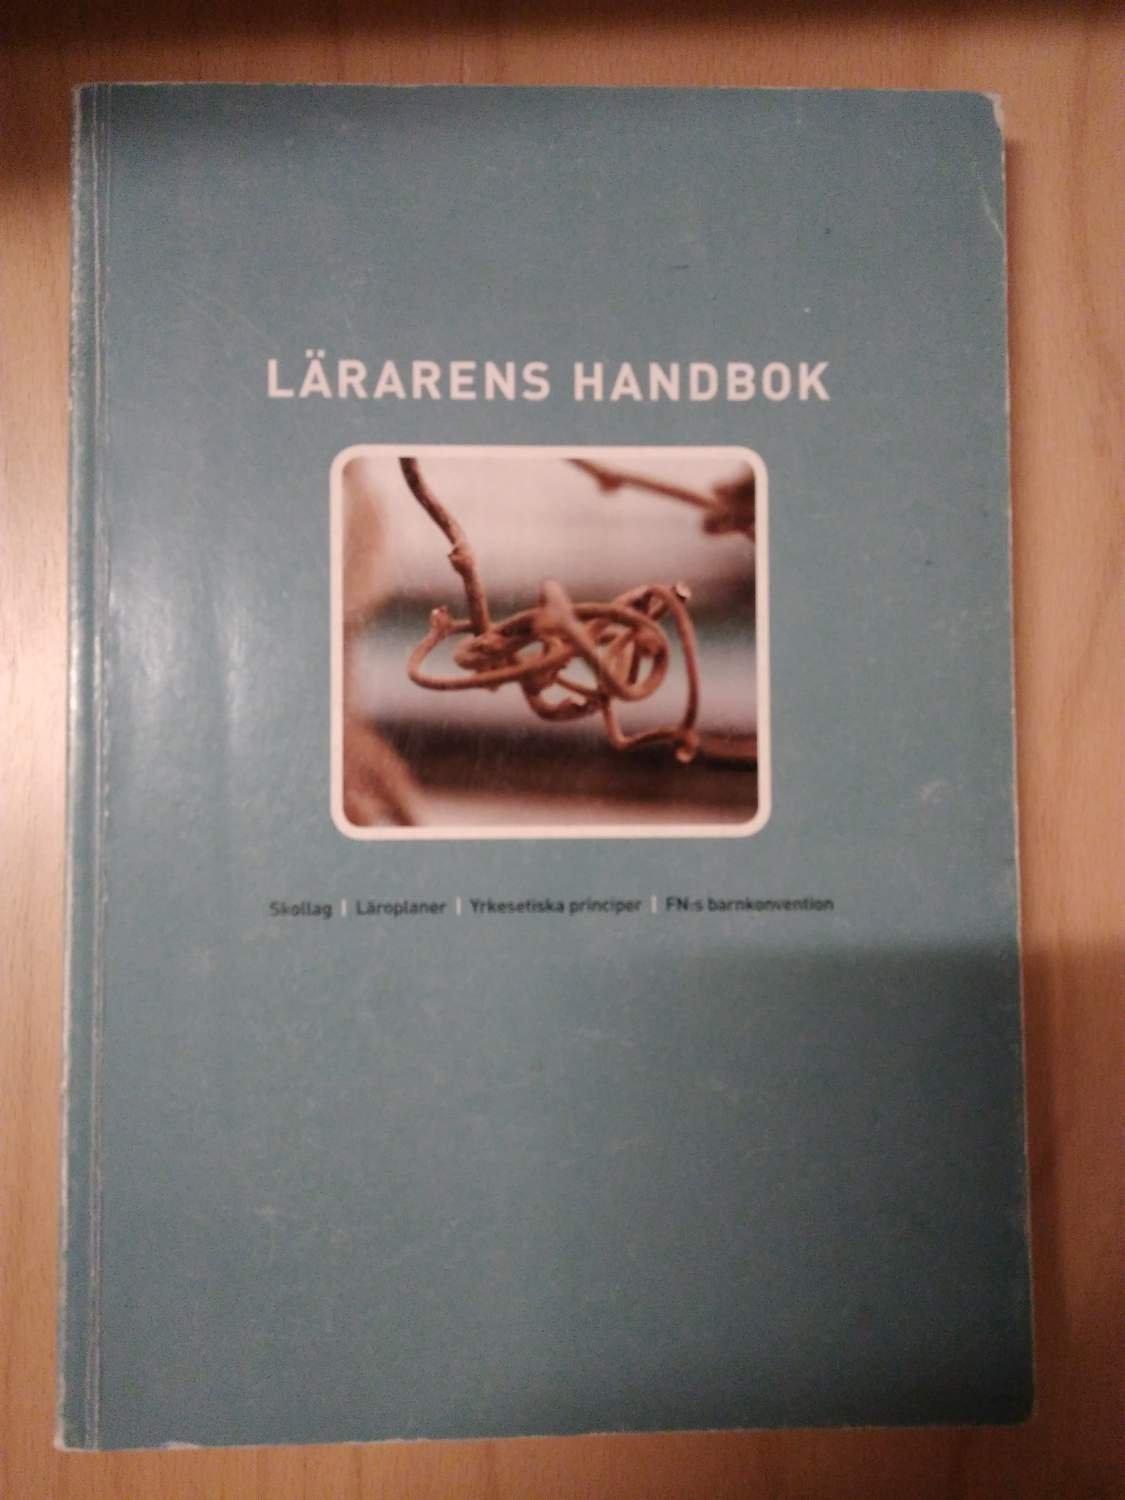 LÄRARENS HANDBOK
Skollag | Läroplaner | Yrkesetiska principer | FN:s barnkonvention